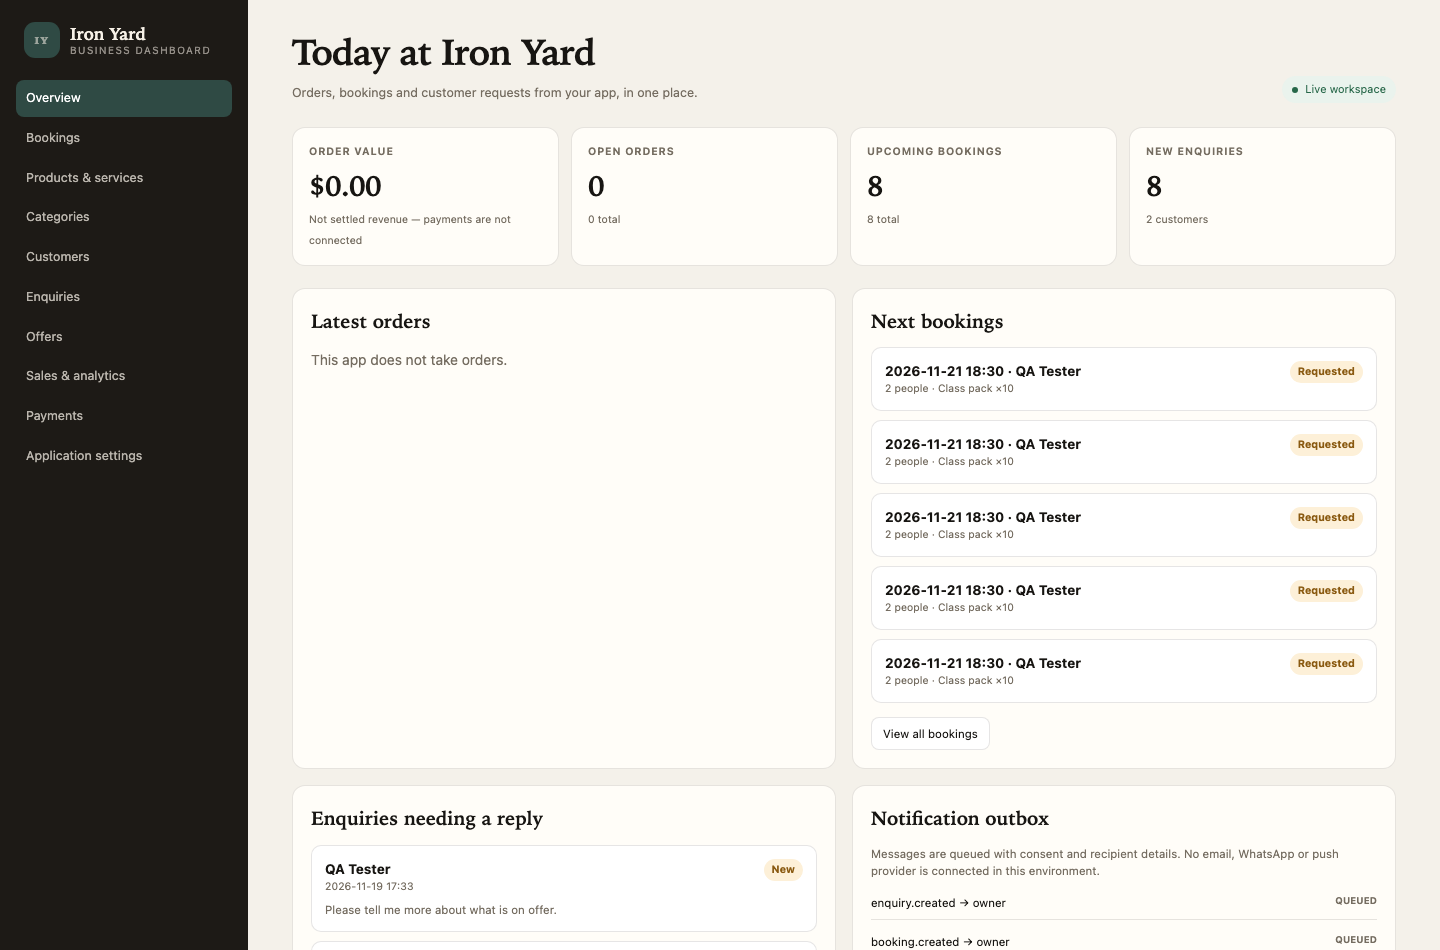 IY
Iron Yard
BUSINESS DASHBOARD
Overview
Bookings
Products & services
Categories
Customers
Enquiries
Offers
Sales & analytics
Payments
Application settings
Today at Iron Yard
Orders, bookings and customer requests from your app, in one place.
Live workspace
ORDER VALUE
$0.00
Not settled revenue — payments are not
connected
OPEN ORDERS
0
0 total
UPCOMING BOOKINGS
8
8 total
NEW ENQUIRIES
8
2 customers
Latest orders
This app does not take orders.
Next bookings
2026-11-21 18:30 · QA Tester
Requested
2 people · Class pack ×10
2026-11-21 18:30 · QA Tester
Requested
2 people · Class pack ×10
2026-11-21 18:30 · QA Tester
Requested
2 people · Class pack ×10
2026-11-21 18:30 · QA Tester
Requested
2 people · Class pack ×10
2026-11-21 18:30 · QA Tester
Requested
2 people · Class pack ×10
View all bookings
Enquiries needing a reply
QA Tester
New
2026-11-19 17:33
Please tell me more about what is on offer.
Notification outbox
Messages are queued with consent and recipient details. No email, WhatsApp or push
provider is connected in this environment.
enquiry.created → owner
QUEUED
booking.created → owner
QUEUED